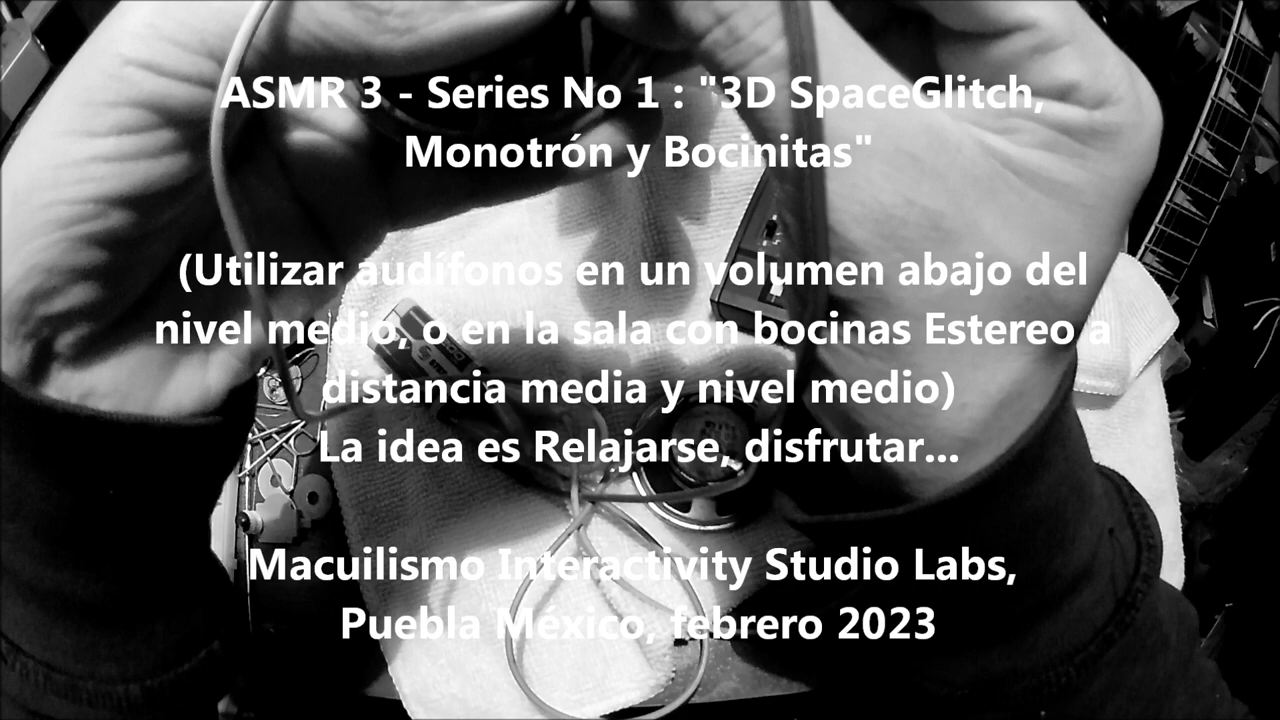 ASMR 3 - Series No 1 : "3D SpaceGlitch,
Monotrón y Bocinitas"
(Utilizar audífonos en un volumen abajo del
nivel medio, o en la sala con bocinas Estereo a
distancia media y nivel medio)
La idea es Relajarse, disfrutar...
Macuilismo Interactivity Studio Labs,
Puebla México, febrero 2023